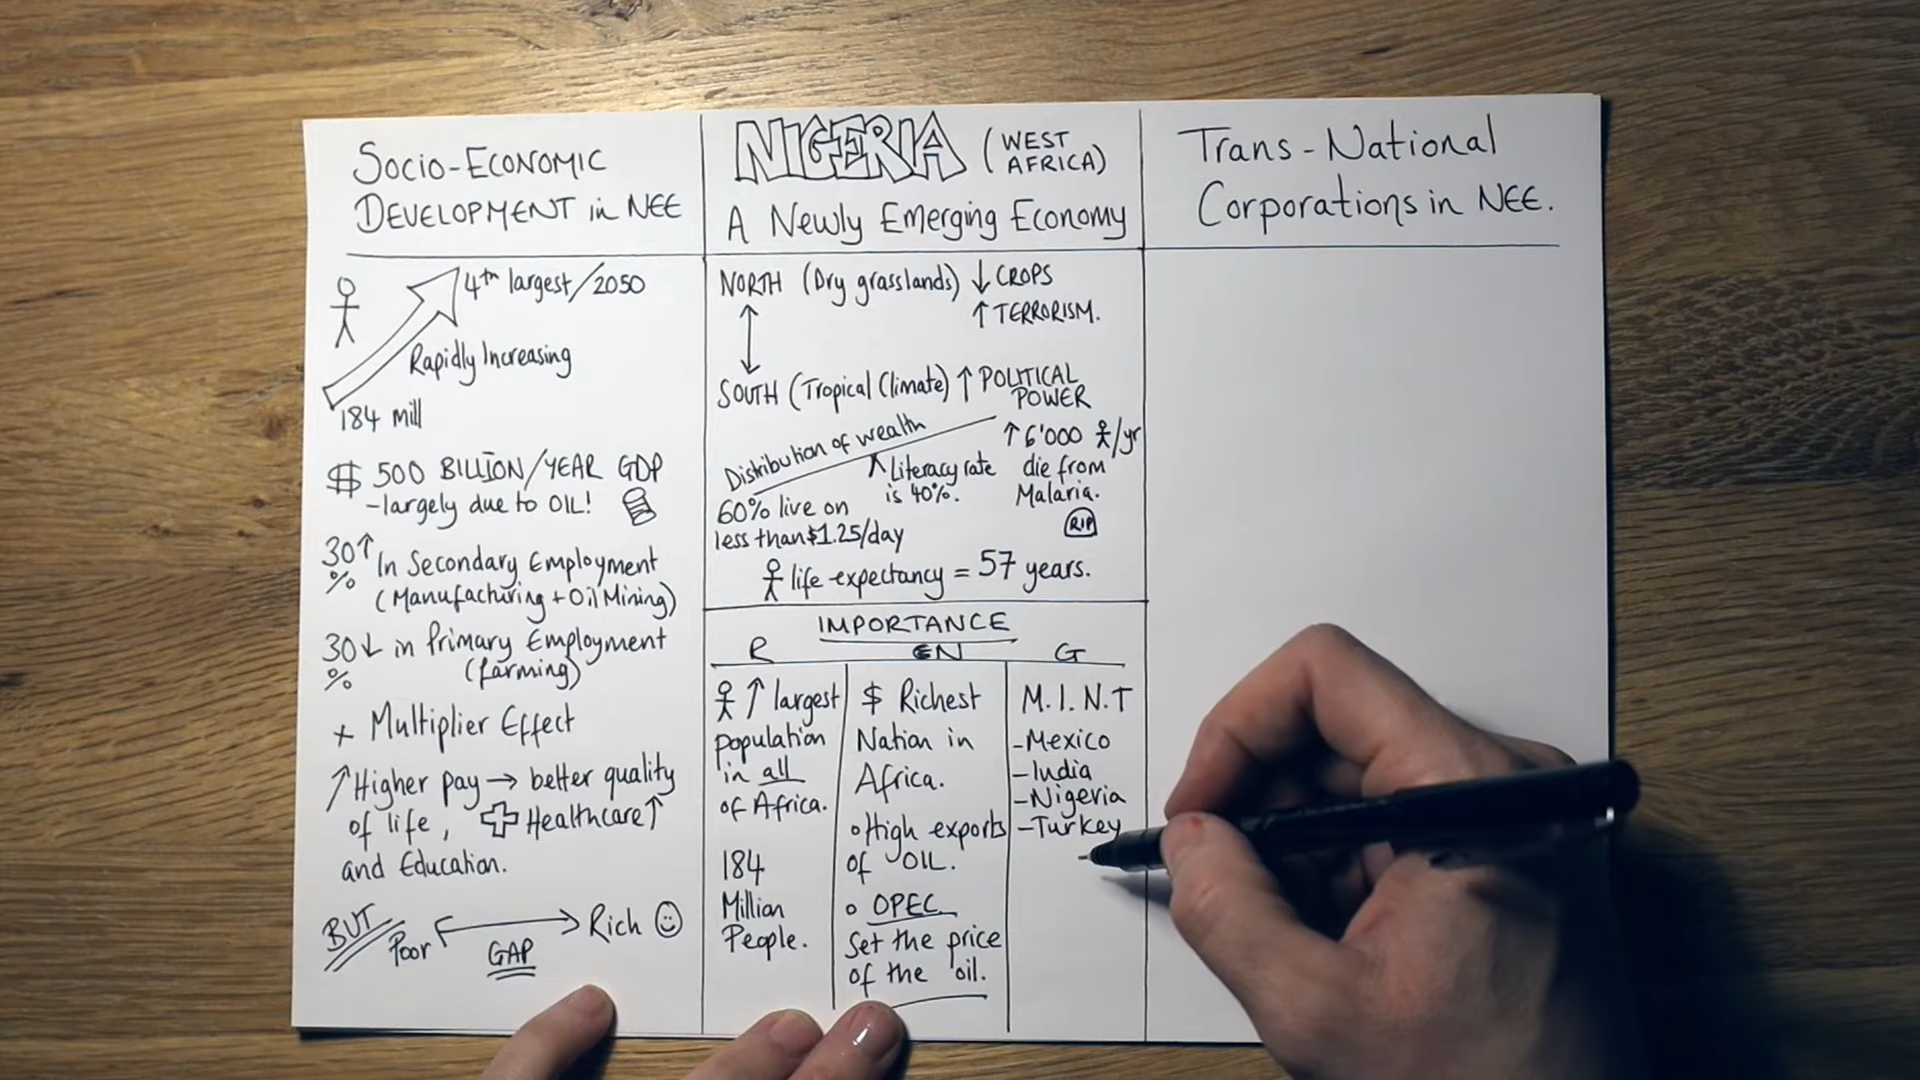 SOCIO-ECONOMIC
DEVELOPMENT in NEE
4th largest/2050
Rapidly Increasing
184 Mill
$ 500 BILLION/YEAR GDP
-largely due to OIL!
30%↑ In Secondary Employment
(Manufacturing + Oil Mining)
30%↓ in Primary Employment
(farming)
+ Multiplier Effect
↑Higher pay → better quality
of life, Healthcare↑
and Education.
BUT Poor ↔ Rich
GAP
NIGERIA (WEST
AFRICA)
A Newly Emerging Economy
NORTH (Dry grasslands) ↓ CROPS
↑ TERRORISM.
SOUTH (Tropical Climate) ↑ POLITICAL
POWER
Distribution of wealth
60% live on
less than $1.25/day
Literacy rate
is 40%.
↑ 6'000 /yr
die from
Malaria.
RIP
life expectancy = 57 years.
IMPORTANCE
R
↑ largest
population
in all
of Africa.
184
Million
People.
EN
$ Richest
Nation in
Africa.
o High exports
of OIL.
o OPEC
Set the price
of the oil.
G
M.I.N.T
-Mexico
-India
-Nigeria
-Turkey
Trans-National
Corporations in NEE.